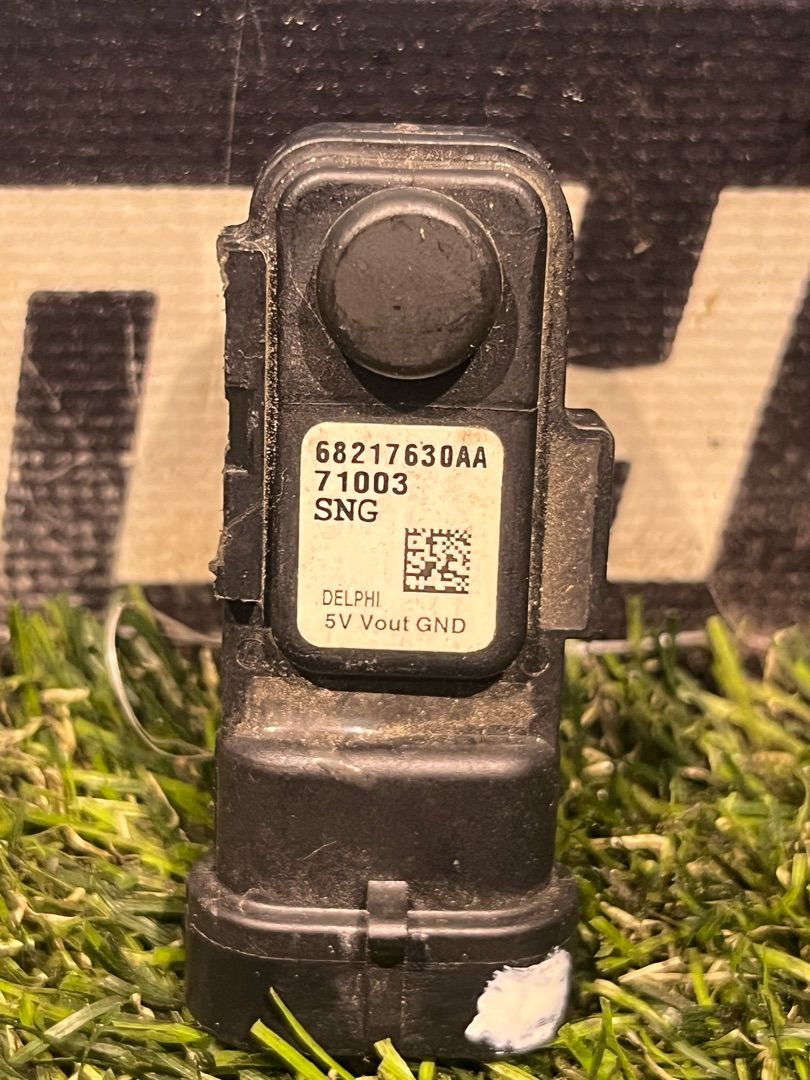 68217630AA
71003
SNG
DELPHI
5V Vout GND